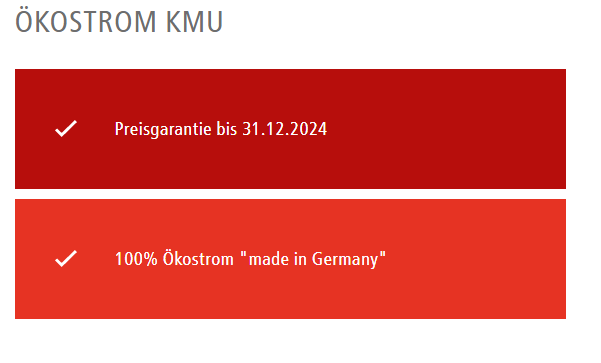 ÖKOSTROM KMU
Preisgarantie bis 31.12.2024
100% Ökostrom "made in Germany"